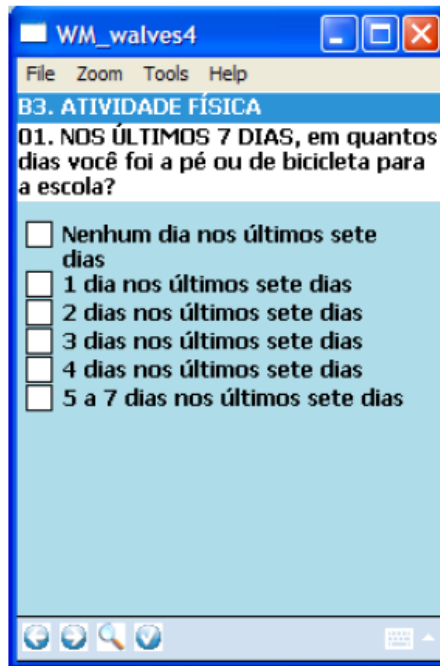 WM_walves4
File Zoom Tools Help
B3. ATIVIDADE FÍSICA
01. NOS ÚLTIMOS 7 DIAS, em quantos
dias você foi a pé ou de bicicleta para
a escola?
Nenhum dia nos últimos sete
dias
1 dia nos últimos sete dias
2 dias nos últimos sete dias
3 dias nos últimos sete dias
4 dias nos últimos sete dias
5 a 7 dias nos últimos sete dias